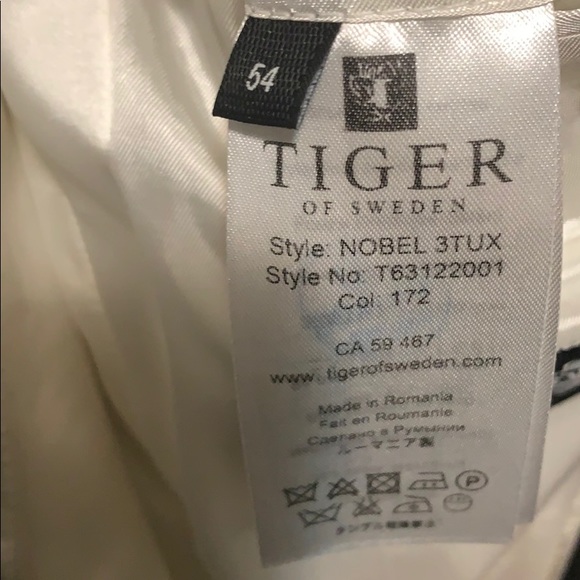 54
TIGER
OF SWEDEN
Style: NOBEL 3TUX
Style No: T63122001
Col: 172
CA 59 467
www.tigerofsweden.com
Made in Romania
Fait en Roumanie
Сделано в Румынии
ルーマニア製
P